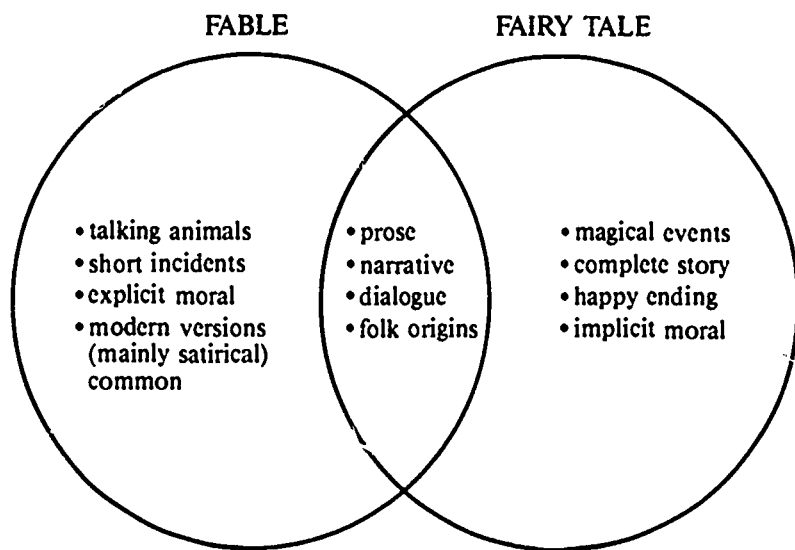 FABLE
FAIRY TALE
• talking animals
• short incidents
• explicit moral
• modern versions
(mainly satirical)
common
• prose
• narrative
• dialogue
• folk origins
• magical events
• complete story
• happy ending
• implicit moral